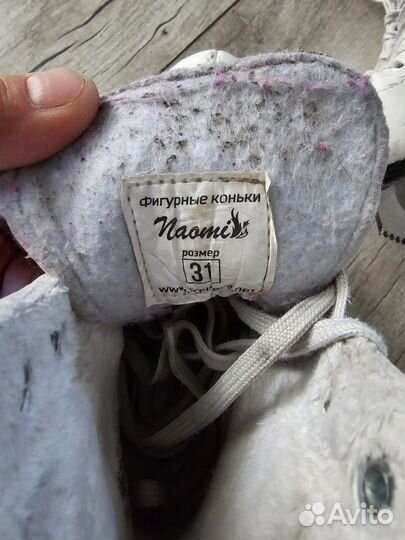 фигурные коньки
Naomi
размер
31
Avito